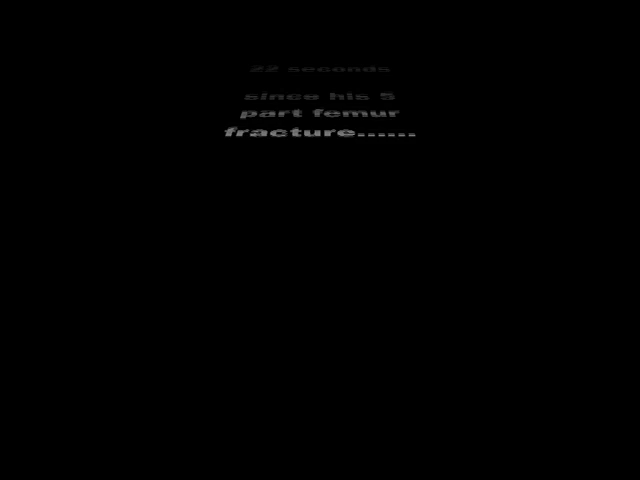 22 seconds
since his 5
part femur
fracture......